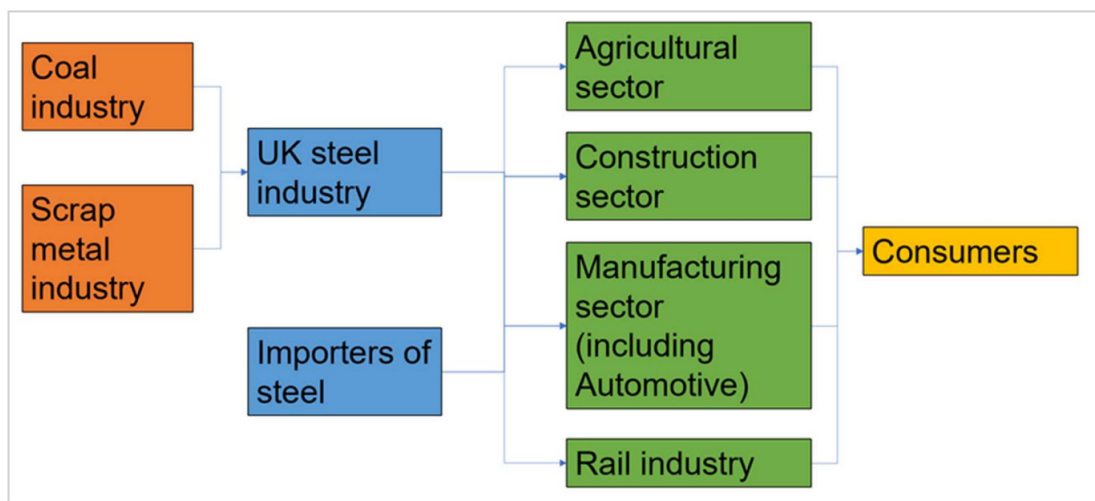 Coal
industry
Scrap
metal
industry
UK steel
industry
Importers of
steel
Agricultural
sector
Construction
sector
Manufacturing
sector
(including
Automotive)
Rail industry
Consumers